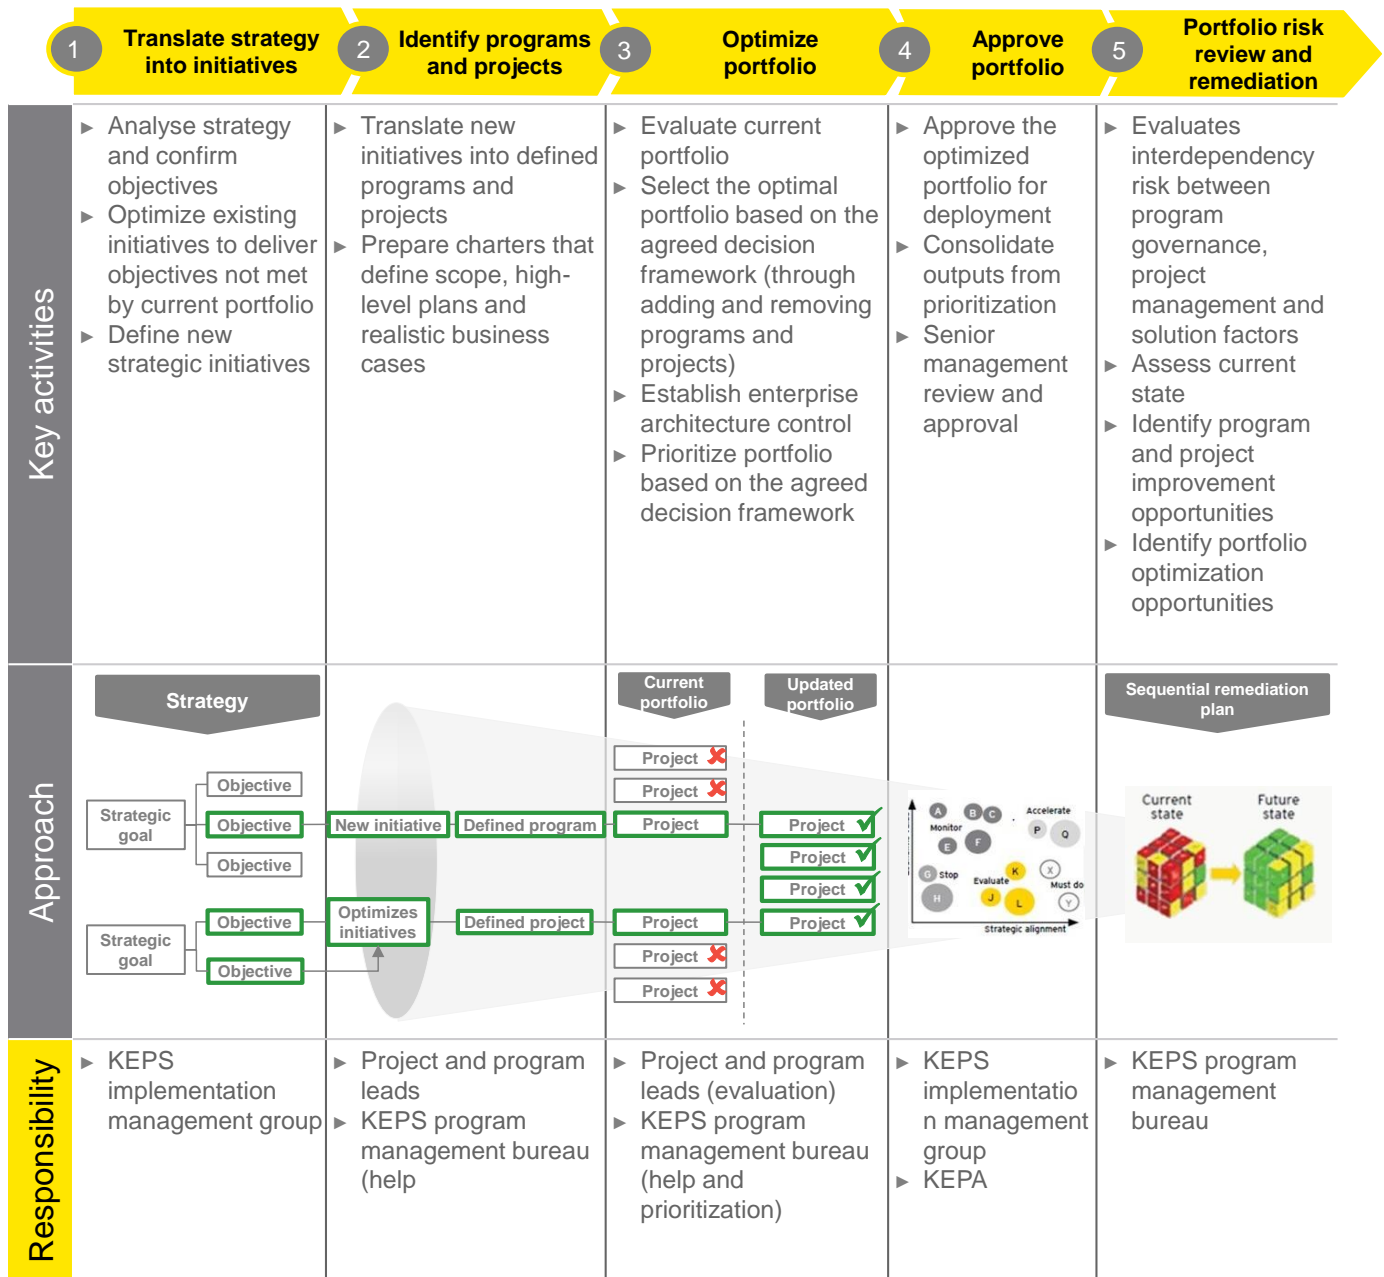 1
Translate strategy
into initiatives
2
Identify programs
and projects
3
Optimize
portfolio
4
Approve
portfolio
5
Portfolio risk
review and
remediation
Key activities
► Analyse strategy
and confirm
objectives
► Optimize existing
initiatives to deliver
objectives not met
by current portfolio
► Define new
strategic initiatives
► Translate new
initiatives into defined
programs and
projects
► Prepare charters that
define scope, high-
level plans and
realistic business
cases
► Evaluate current
portfolio
► Select the optimal
portfolio based on the
agreed decision
framework (through
adding and removing
programs and
projects)
► Establish enterprise
architecture control
► Prioritize portfolio
based on the agreed
decision framework
► Approve the
optimized
portfolio for
deployment
► Consolidate
outputs from
prioritization
► Senior
management
review and
approval
► Evaluates
interdependency
risk between
program
governance,
project
management and
solution factors
► Assess current
state
► Identify program
and project
improvement
opportunities
► Identify portfolio
optimization
opportunities
Approach
Strategy
Strategic
goal
Objective
Objective
Objective
Strategic
goal
Objective
Objective
New initiative
Optimizes
initiatives
Defined program
Defined project
Current
portfolio
Project
Project
Project
Project
Project
Project
Updated
portfolio
Project
Project
Project
Project
A
B
C
Accelerate
Monitor
P
Q
E
F
G
Stop
K
X
Evaluate
Must do
H
J
L
Y
Strategic alignment
Sequential remediation
plan
Current
state
Future
state
Responsibility
► KEPS
implementation
management group
► Project and program
leads
► KEPS program
management bureau
(help
► Project and program
leads (evaluation)
► KEPS program
management bureau
(help and
prioritization)
► KEPS
implementatio
n management
group
► KEPA
► KEPS program
management
bureau